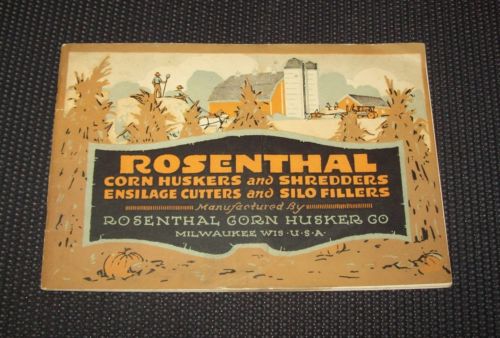 ROSENTHAL
CORN HUSKERS and SHREDDERS
ENSILAGE CUTTERS and SILO FILLERS
Manufactured By
ROSENTHAL CORN HUSKER CO
MILWAUKEE WIS · U·S·A·